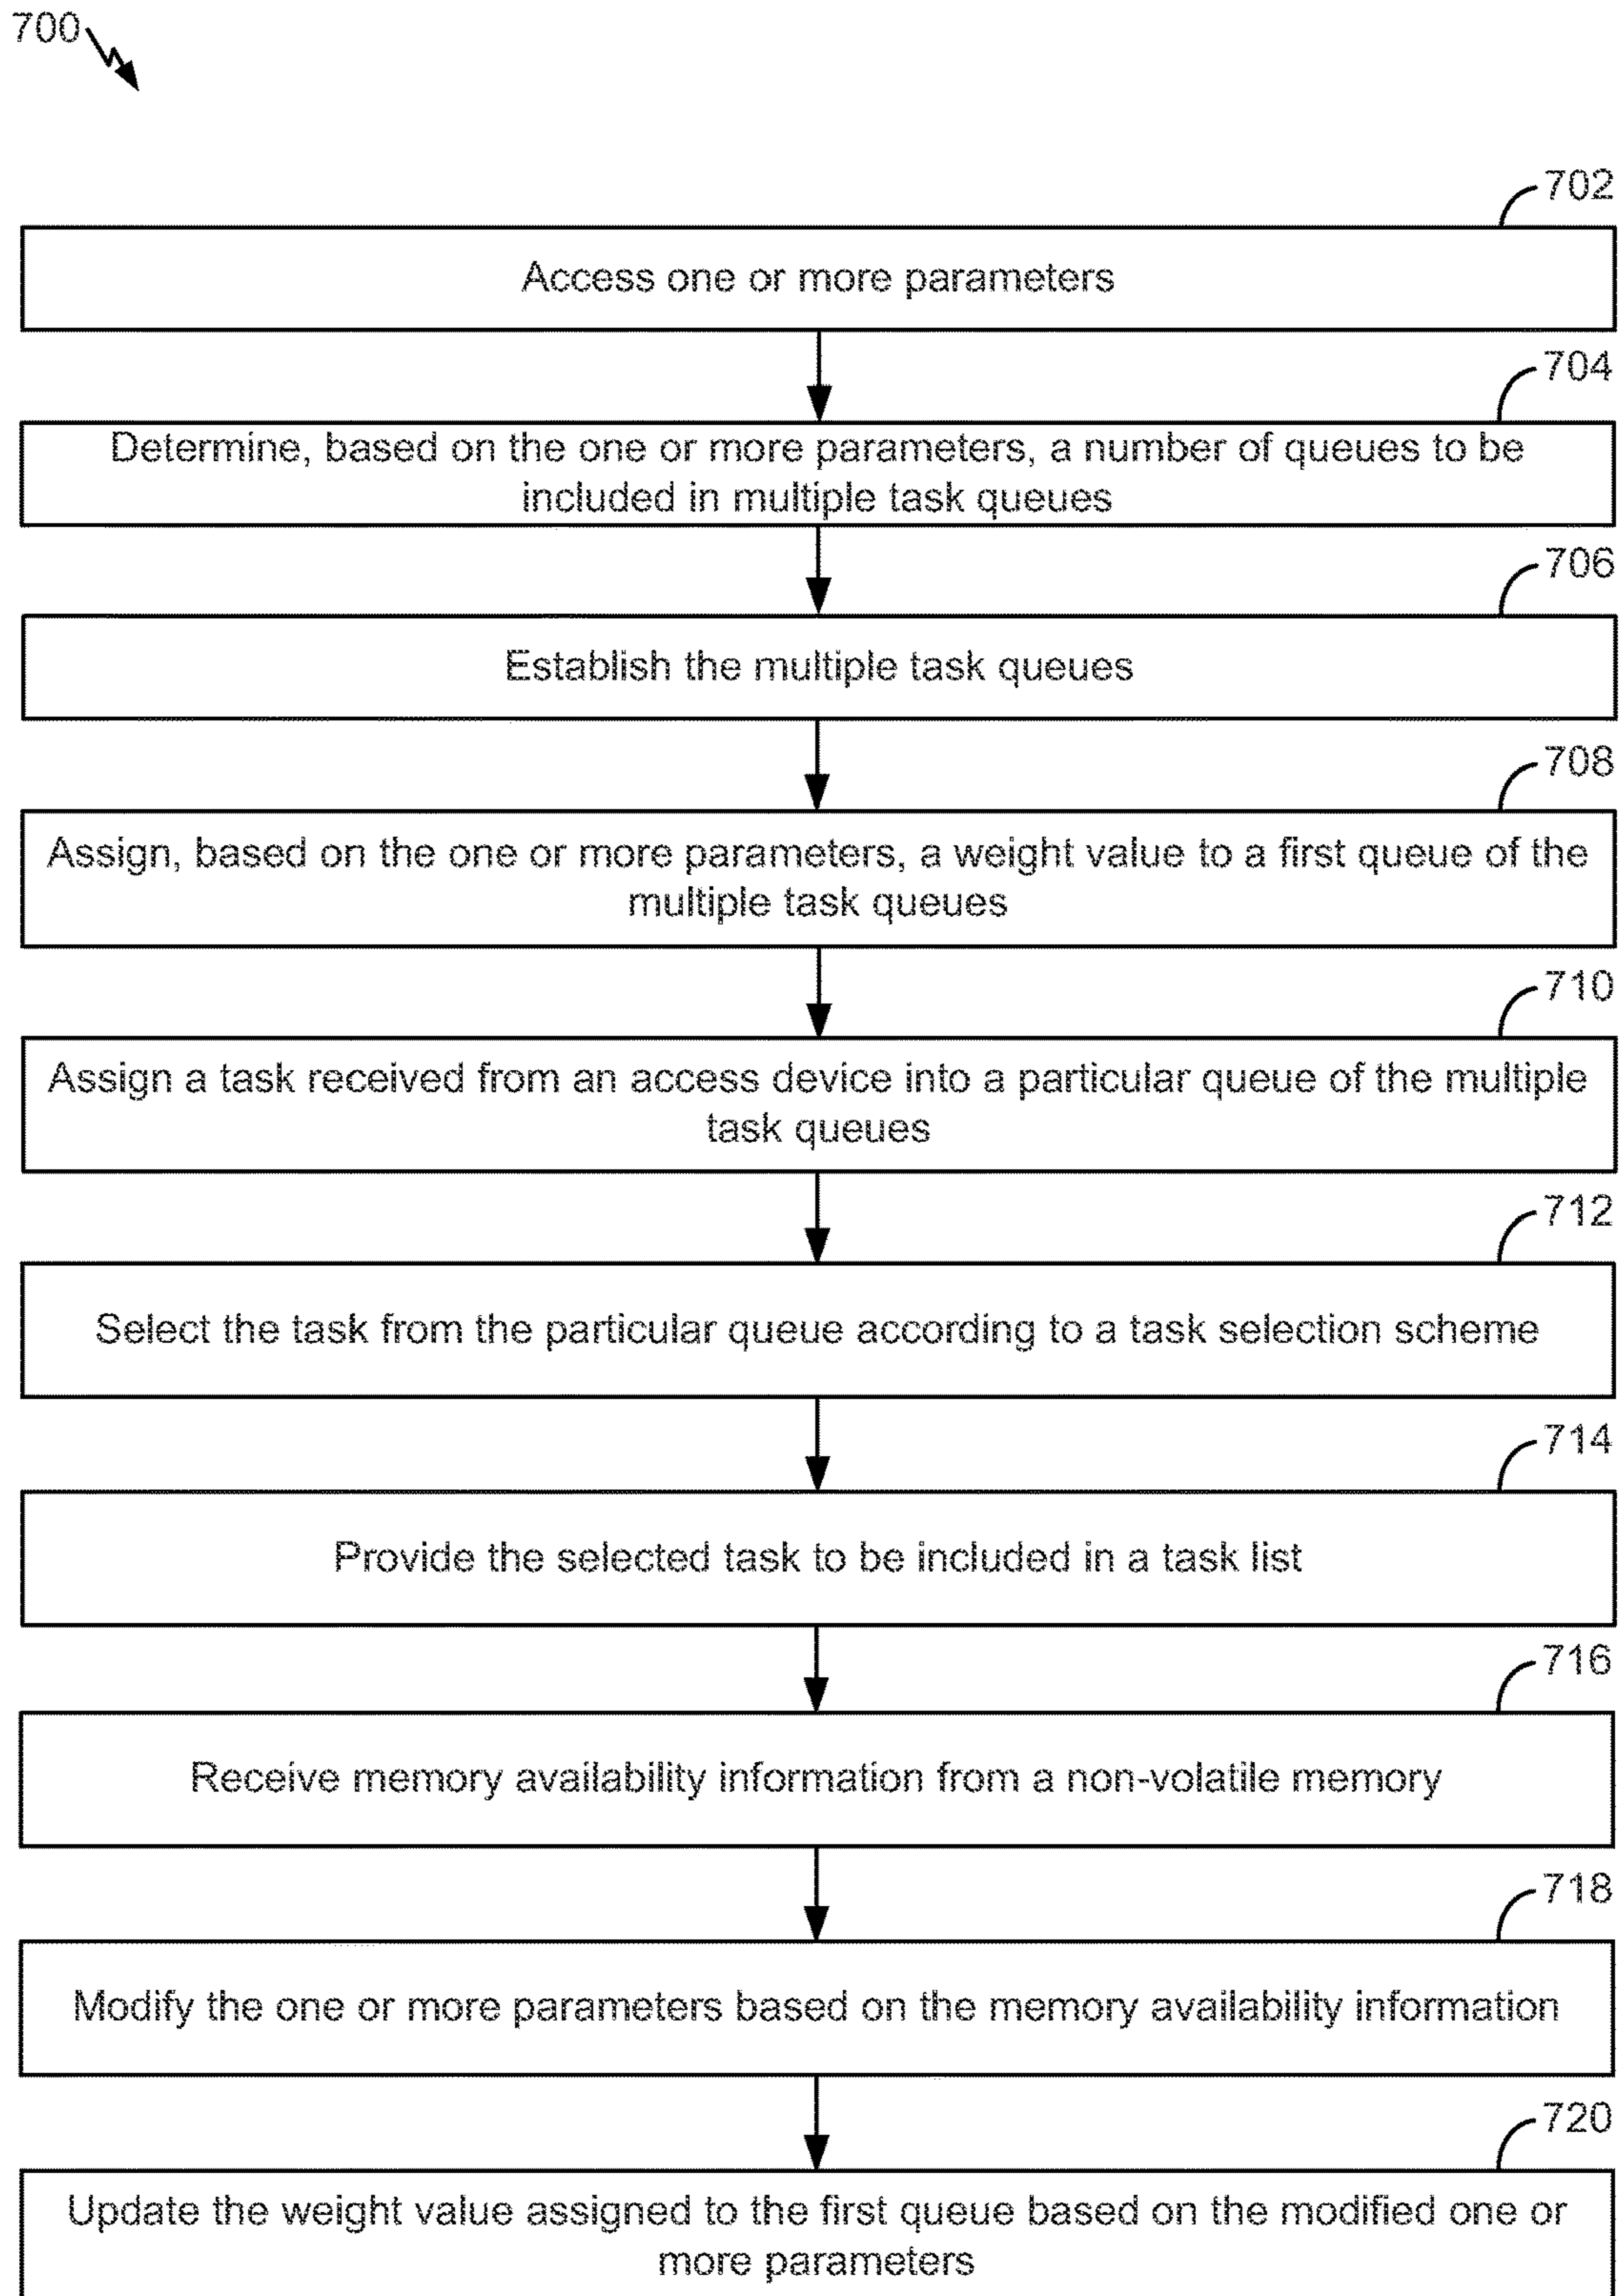 700
702
Access one or more parameters
704
Determine, based on the one or more parameters, a number of queues to be
included in multiple task queues
706
Establish the multiple task queues
708
Assign, based on the one or more parameters, a weight value to a first queue of the
multiple task queues
710
Assign a task received from an access device into a particular queue of the multiple
task queues
712
Select the task from the particular queue according to a task selection scheme
714
Provide the selected task to be included in a task list
716
Receive memory availability information from a non-volatile memory
718
Modify the one or more parameters based on the memory availability information
720
Update the weight value assigned to the first queue based on the modified one or
more parameters